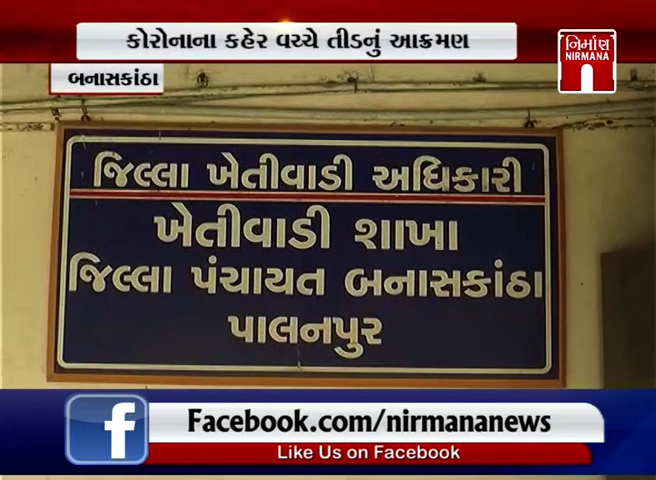 કોરોનાના કહેર વચ્ચે તીડનું આક્રમણ
નિર્માણ
NIRMANA
બનાસકાંઠા
જિલ્લા ખેતીવાડી અધિકારી
ખેતીવાડી શાખા
જિલ્લા પંચાયત બનાસકાંઠા
પાલનપુર
f
Facebook.com/nirmananews
Like Us on Facebook